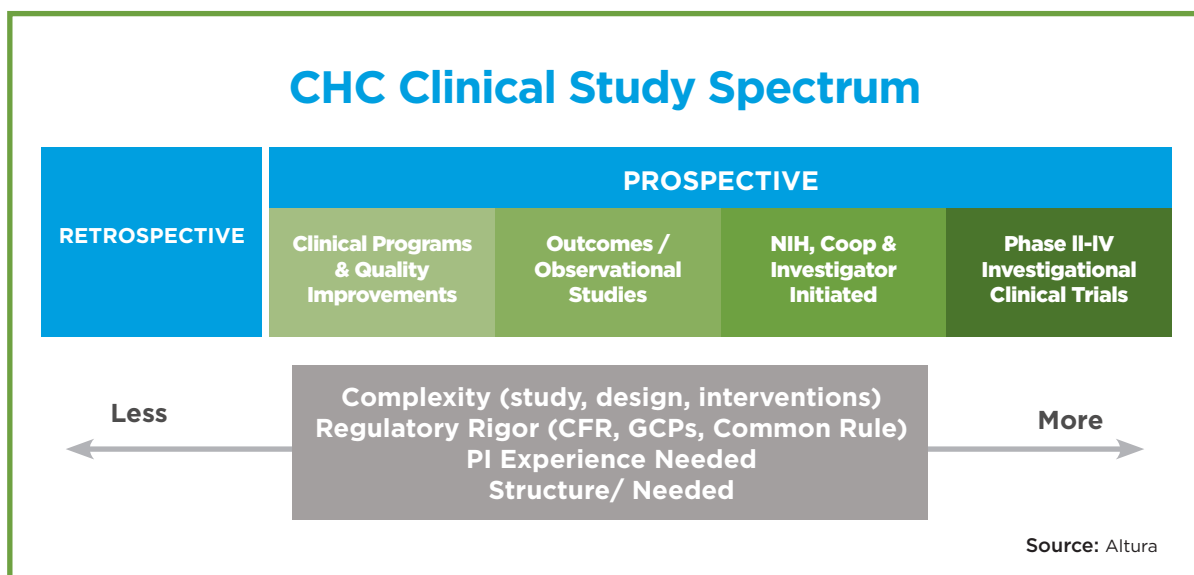 CHC Clinical Study Spectrum
RETROSPECTIVE
PROSPECTIVE
Clinical Programs
& Quality
Improvements
Outcomes /
Observational
Studies
NIH, Coop &
Investigator
Initiated
Phase II-IV
Investigational
Clinical Trials
Less
Complexity (study, design, interventions)
Regulatory Rigor (CFR, GCPs, Common Rule)
PI Experience Needed
Structure/ Needed
More
Source: Altura